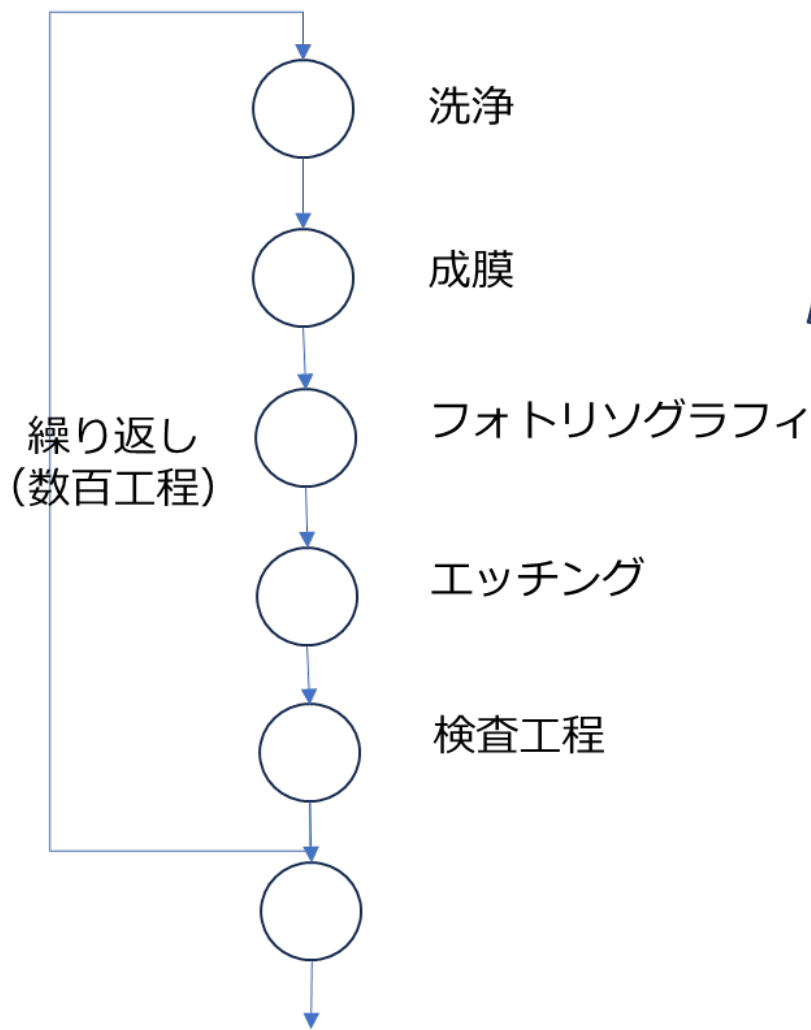 洗浄
成膜
フォトリソグラフィ
繰り返し
(数百工程)
エッチング
検査工程